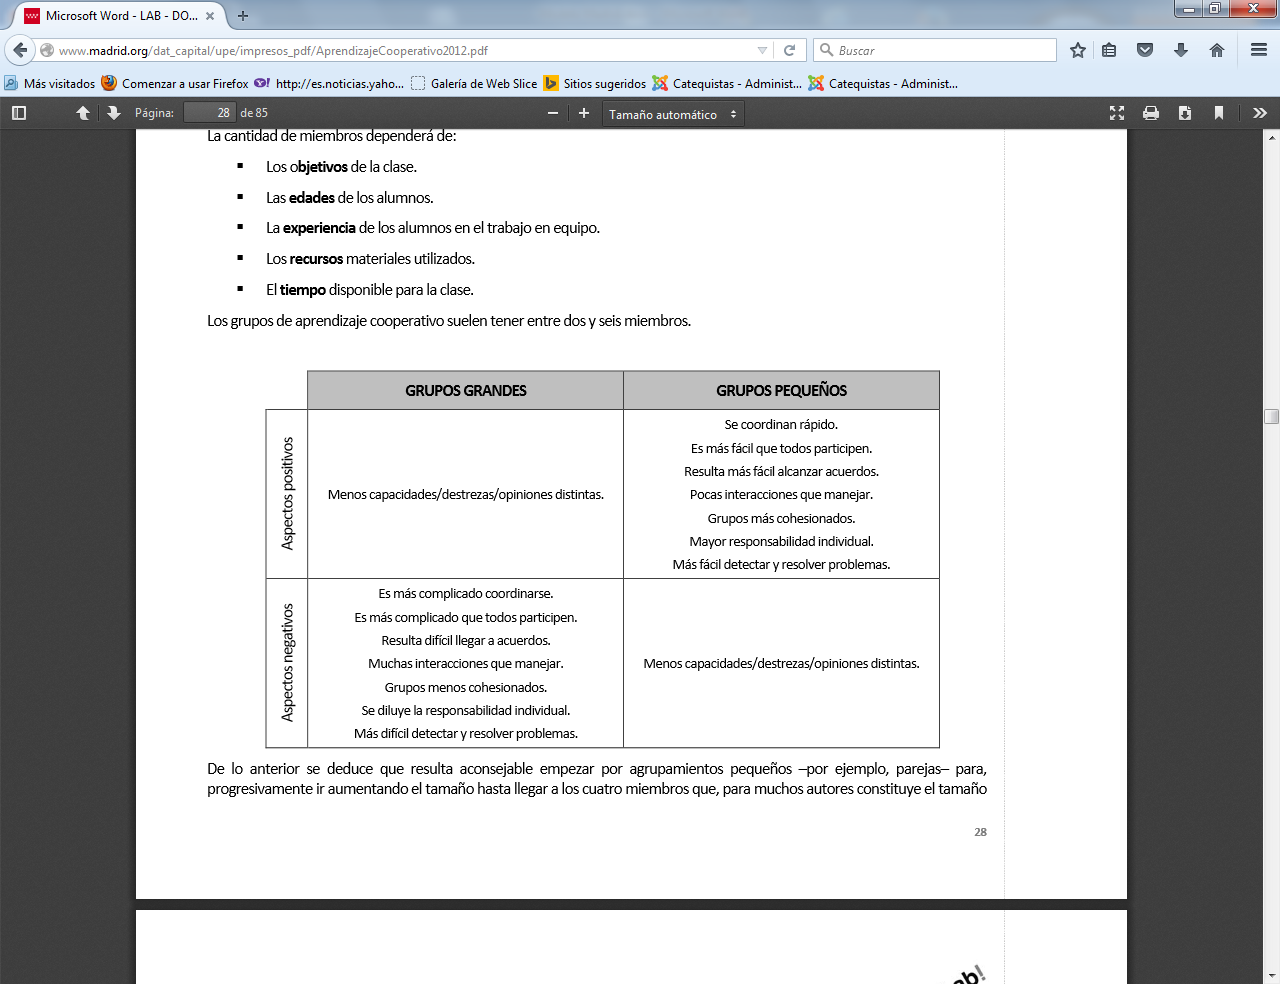 Microsoft Word - LAB - DO...
www.madrid.org/dat_capital/upe/impresos_pdf/AprendizajeCooperativo2012.pdf
Buscar
Más visitados
Comenzar a usar Firefox
http://es.noticias.yaho...
Galería de Web Slice
Sitios sugeridos
Catequistas - Administ...
Catequistas - Administ...
Página: 28 de 85
Tamaño automático
La cantidad de miembros dependerá de:
▪ Los objetivos de la clase.
▪ Las edades de los alumnos.
▪ La experiencia de los alumnos en el trabajo en equipo.
▪ Los recursos materiales utilizados.
▪ El tiempo disponible para la clase.
Los grupos de aprendizaje cooperativo suelen tener entre dos y seis miembros.
GRUPOS GRANDES
GRUPOS PEQUEÑOS
Aspectos positivos
Menos capacidades/destrezas/opiniones distintas.
Se coordinan rápido.
Es más fácil que todos participen.
Resulta más fácil alcanzar acuerdos.
Pocas interacciones que manejar.
Grupos más cohesionados.
Mayor responsabilidad individual.
Más fácil detectar y resolver problemas.
Aspectos negativos
Es más complicado coordinarse.
Es más complicado que todos participen.
Resulta difícil llegar a acuerdos.
Muchas interacciones que manejar.
Grupos menos cohesionados.
Se diluye la responsabilidad individual.
Más difícil detectar y resolver problemas.
Menos capacidades/destrezas/opiniones distintas.
De lo anterior se deduce que resulta aconsejable empezar por agrupamientos pequeños –por ejemplo, parejas– para,
progresivamente ir aumentando el tamaño hasta llegar a los cuatro miembros que, para muchos autores constituye el tamaño
28